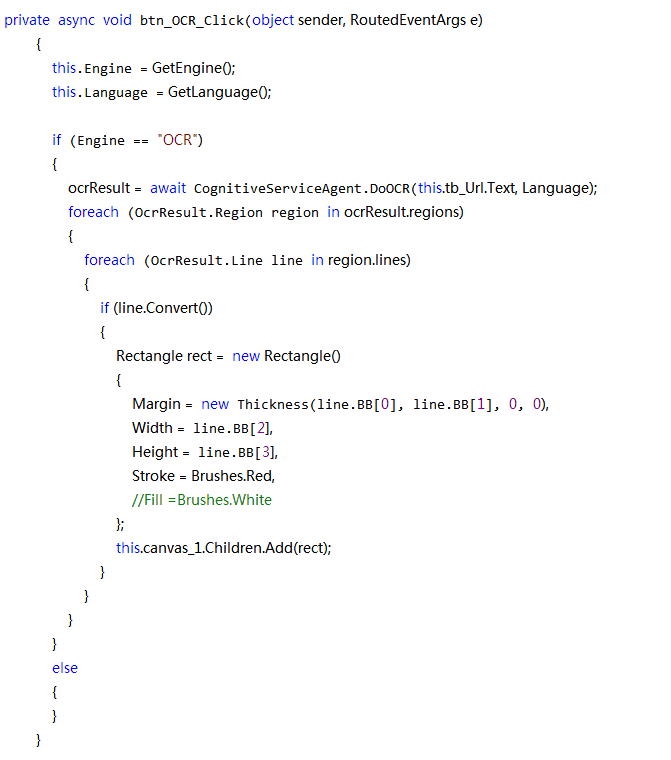 private async void btn_OCR_Click(object sender, RoutedEventArgs e)
{
this.Engine = GetEngine();
this.Language = GetLanguage();
if (Engine == "OCR")
{
ocrResult = await CognitiveServiceAgent.DoOCR(this.tb_Url.Text, Language);
foreach (OcrResult.Region region in ocrResult.regions)
{
foreach (OcrResult.Line line in region.lines)
{
if (line.Convert())
{
Rectangle rect = new Rectangle()
{
Margin = new Thickness(line.BB[0], line.BB[1], 0, 0),
Width = line.BB[2],
Height = line.BB[3],
Stroke = Brushes.Red,
//Fill =Brushes.White
};
this.canvas_1.Children.Add(rect);
}
}
}
}
else
{
}
}